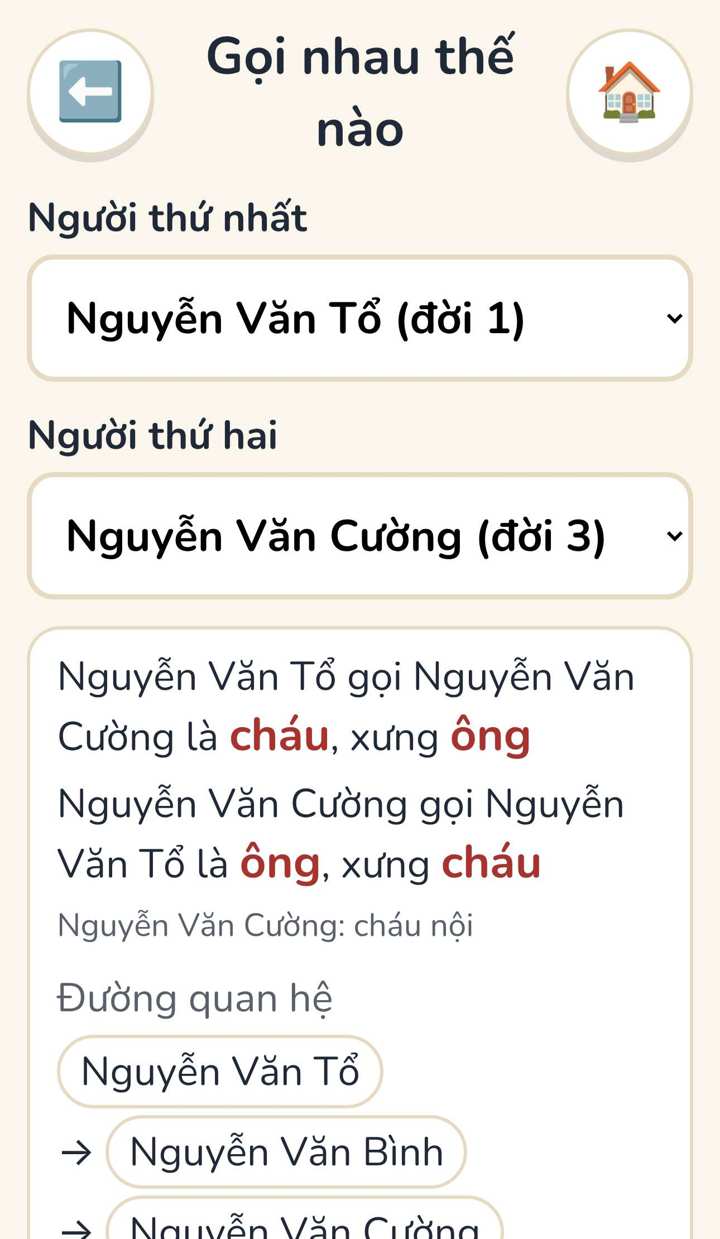 Gọi nhau thế
nào
Người thứ nhất
Nguyễn Văn Tổ (đời 1)
Người thứ hai
Nguyễn Văn Cường (đời 3)
Nguyễn Văn Tổ gọi Nguyễn Văn
Cường là cháu, xưng ông
Nguyễn Văn Cường gọi Nguyễn
Văn Tổ là ông, xưng cháu
Nguyễn Văn Cường: cháu nội
Đường quan hệ
Nguyễn Văn Tổ
→ Nguyễn Văn Bình
→ Nguyễn Văn Cường